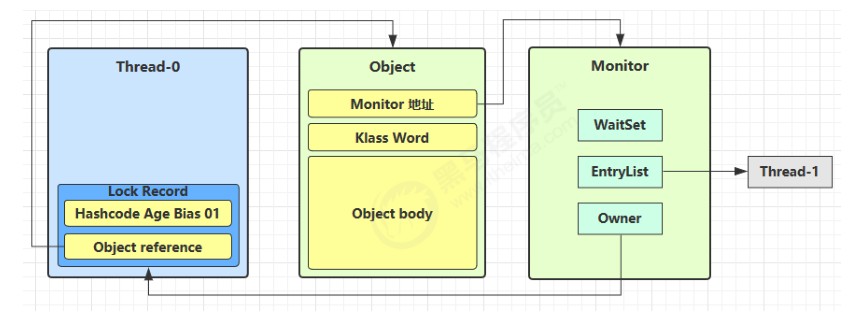 Thread-0
Lock Record
Hashcode Age Bias 01
Object reference
Object
Monitor 地址
Klass Word
Object body
Monitor
WaitSet
EntryList
Owner
Thread-1
黑马程序员
www.itheima.com